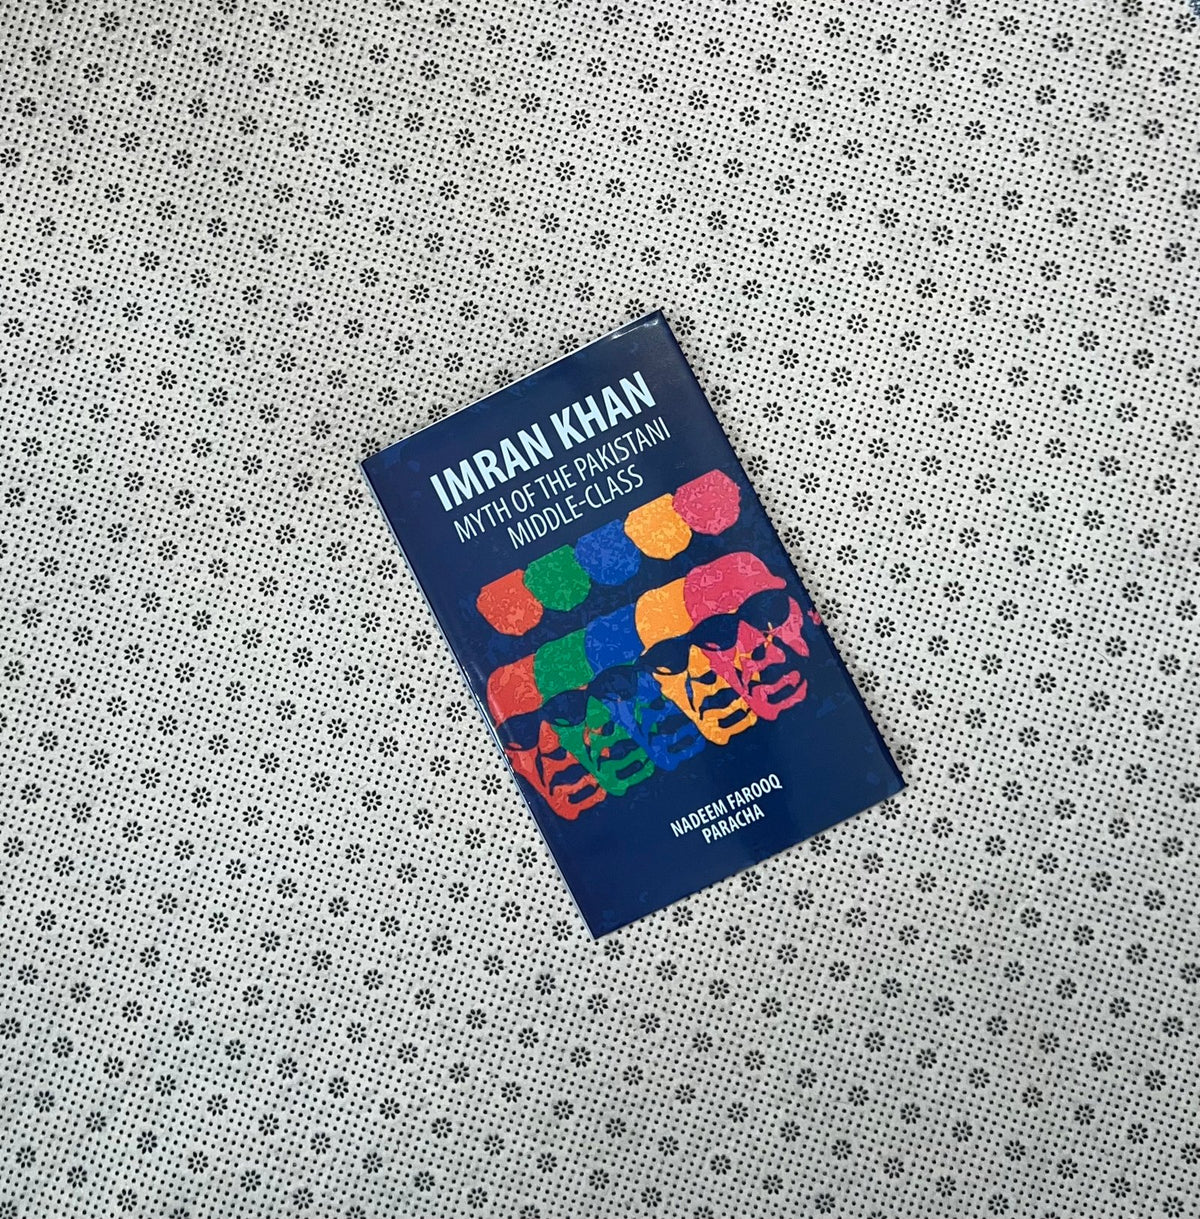 IMRAN KHAN
MYTH OF THE PAKISTANI
MIDDLE-CLASS
NADEEM FAROOQ
PARACHA